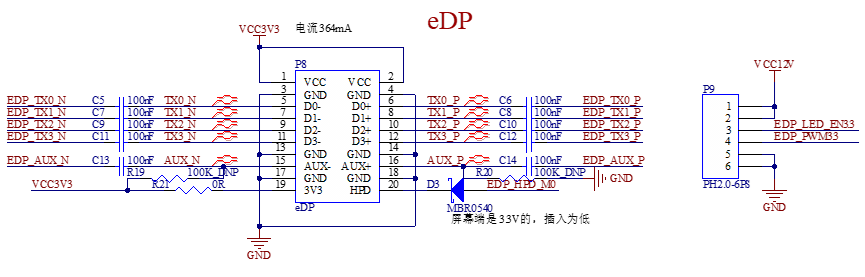 eDP
VCC3V3 电流364mA
P8
VCC12V
1 VCC VCC 2
P9
3 GND GND 4
EDP_TX0_N C5 100nF TX0_N 5 D0- D0+ 6 TX0_P C6 100nF EDP_TX0_P 1
EDP_TX1_N C7 100nF TX1_N 7 D1- D1+ 8 TX1_P C8 100nF EDP_TX1_P 2
EDP_TX2_N C9 100nF TX2_N 9 D2- D2+ 10 TX2_P C10 100nF EDP_TX2_P 3 EDP_LED_EN33
EDP_TX3_N C11 100nF TX3_N 11 D3- D3+ 12 TX3_P C12 100nF EDP_TX3_P 4 EDP_PWM33
13 GND GND 14 5
EDP_AUX_N C13 100nF AUX_N 15 AUX- AUX+ 16 AUX_P C14 100nF EDP_AUX_P 6
R19 100K_DNP 17 GND GND 18 R20 100K_DNP GND
VCC3V3 R21 0R 19 3V3 HPD 20 D3 EDP_HPD_M0 PH2.0-6P8
eDP MBR0540 GND
屏幕端是3.3V的，插入为低
GND